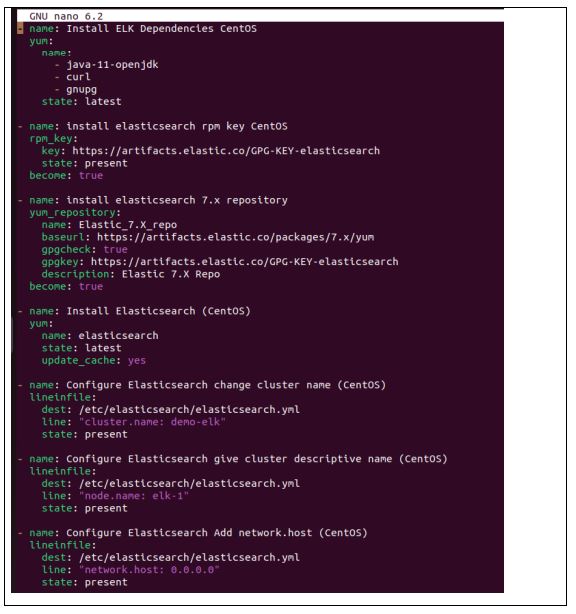 GNU nano 6.2
- name: Install ELK Dependencies CentOS
  yum:
    name:
      - java-11-openjdk
      - curl
      - gnupg
    state: latest

- name: install elasticsearch rpm key CentOS
  rpm_key:
    key: https://artifacts.elastic.co/GPG-KEY-elasticsearch
    state: present
  become: true

- name: install elasticsearch 7.x repository
  yum_repository:
    name: Elastic_7.X_repo
    baseurl: https://artifacts.elastic.co/packages/7.x/yum
    gpgcheck: true
    gpgkey: https://artifacts.elastic.co/GPG-KEY-elasticsearch
    description: Elastic 7.X Repo
  become: true

- name: Install Elasticsearch (CentOS)
  yum:
    name: elasticsearch
    state: latest
    update_cache: yes

- name: Configure Elasticsearch change cluster name (CentOS)
  lineinfile:
    dest: /etc/elasticsearch/elasticsearch.yml
    line: "cluster.name: demo-elk"
    state: present

- name: Configure Elasticsearch give cluster descriptive name (CentOS)
  lineinfile:
    dest: /etc/elasticsearch/elasticsearch.yml
    line: "node.name: elk-1"
    state: present

- name: Configure Elasticsearch Add network.host (CentOS)
  lineinfile:
    dest: /etc/elasticsearch/elasticsearch.yml
    line: "network.host: 0.0.0.0"
    state: present